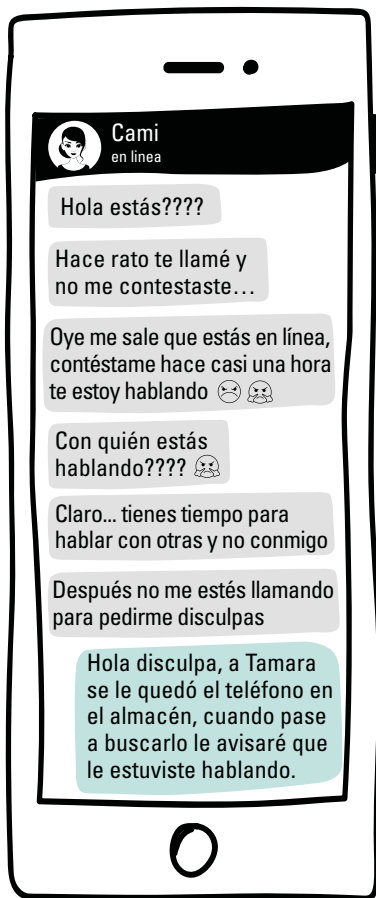 Cami
en linea
Hola estás????
Hace rato te llamé y
no me contestaste...
Oye me sale que estás en línea,
contéstame hace casi una hora
te estoy hablando ☹️ 😤
Con quién estás
hablando???? 😤
Claro... tienes tiempo para
hablar con otras y no conmigo
Después no me estés llamando
para pedirme disculpas
Hola disculpa, a Tamara
se le quedó el teléfono en
el almacén, cuando pase
a buscarlo le avisaré que
le estuviste hablando.